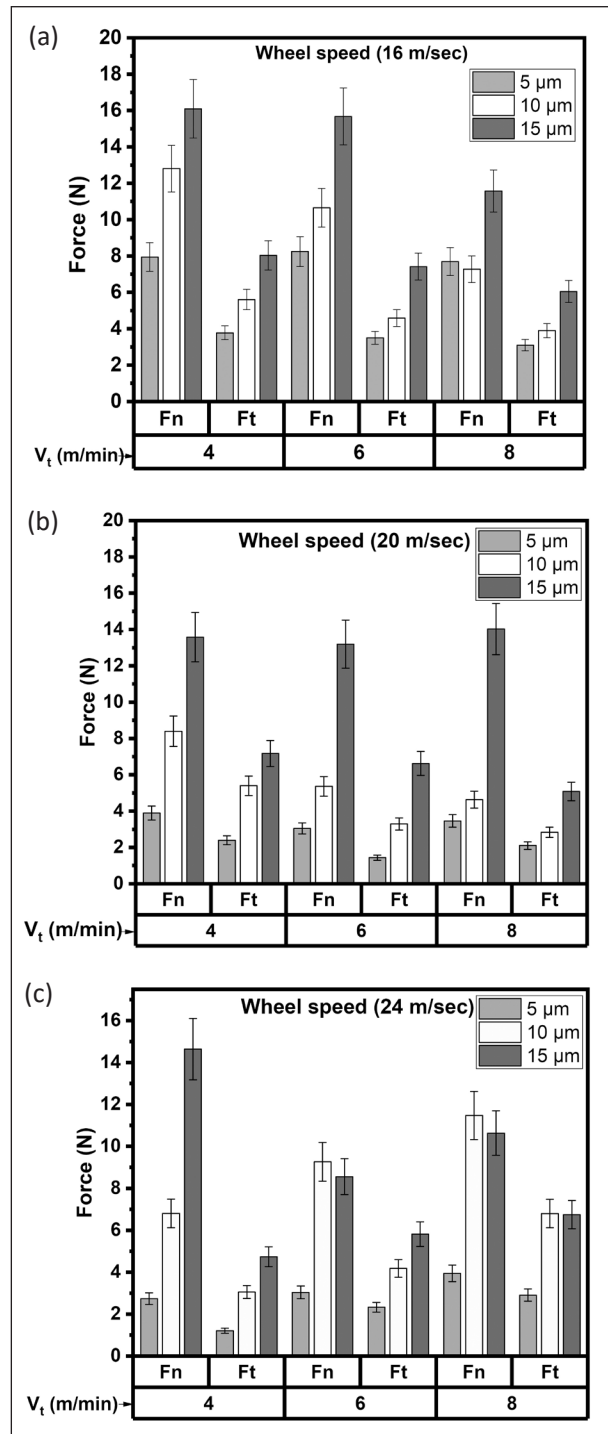 (a)
Wheel speed (16 m/sec)
5 µm
10 µm
15 µm
20
18
16
14
12
10
8
6
4
2
0
Force (N)
Fn Ft Fn Ft Fn Ft
Vt (m/min) 4 6 8
(b)
Wheel speed (20 m/sec)
5 µm
10 µm
15 µm
20
18
16
14
12
10
8
6
4
2
0
Force (N)
Fn Ft Fn Ft Fn Ft
Vt (m/min) 4 6 8
(c)
Wheel speed (24 m/sec)
5 µm
10 µm
15 µm
16
14
12
10
8
6
4
2
0
Force (N)
Fn Ft Fn Ft Fn Ft
Vt (m/min) 4 6 8